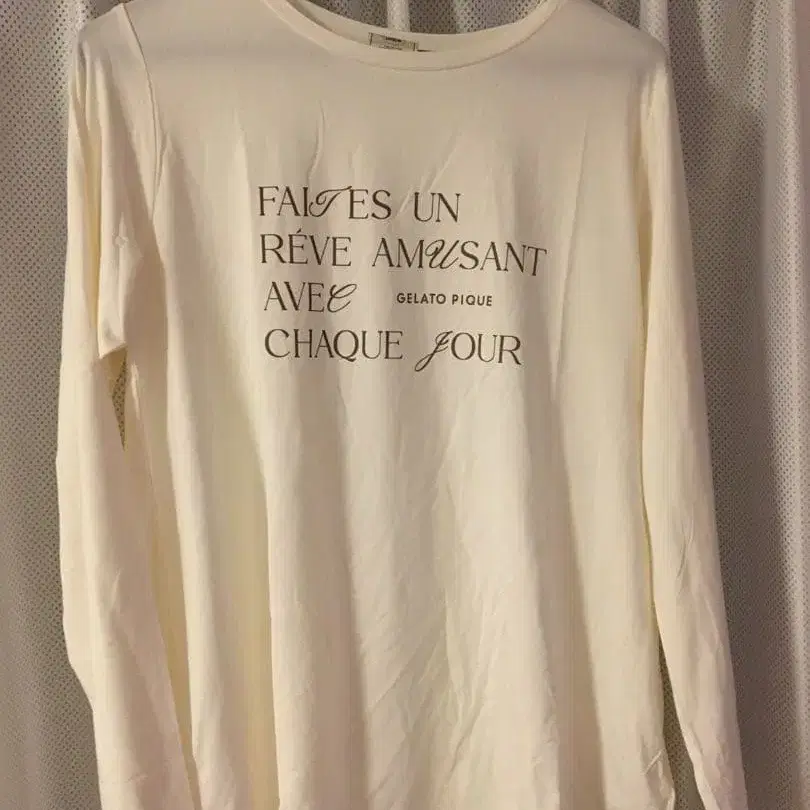 FAITES UN
RÉVE AMUSANT
AVEC GELATO PIQUE
CHAQUE JOUR